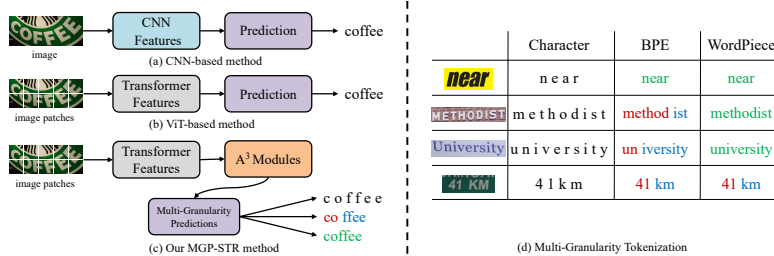 COFFEE
CNN
Features
Prediction
coffee
image
(a) CNN-based method
COFFEE
Transformer
Features
Prediction
coffee
image patches
(b) ViT-based method
COFFEE
Transformer
Features
A³ Modules
image patches
Multi-Granularity
Predictions
c o f f e e
co ffee
coffee
(c) Our MGP-STR method
Character BPE WordPiece
near n e a r near near
METHODIST m e t h o d i s t method ist methodist
University u n i v e r s i t y un iversity university
41 KM 4 1 k m 41 km 41 km
(d) Multi-Granularity Tokenization